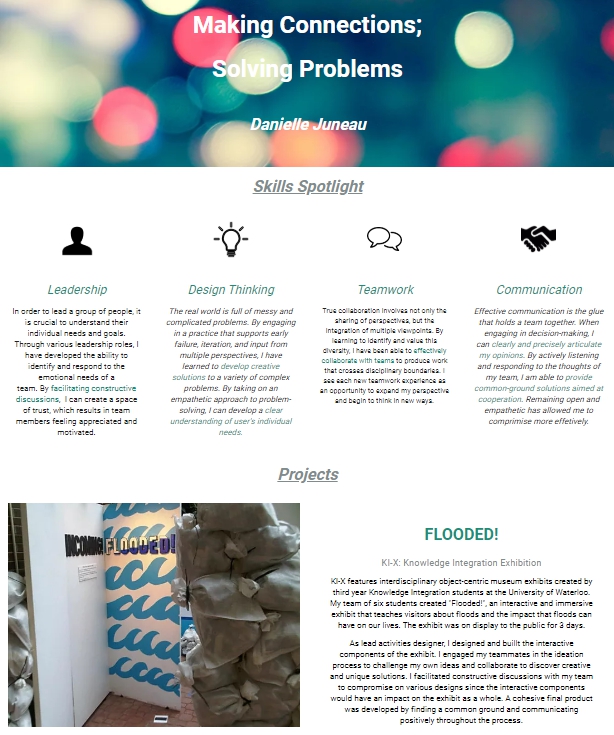 Making Connections;
Solving Problems
Danielle Juneau
Skills Spotlight
Leadership
In order to lead a group of people, it
is crucial to understand their
individual needs and goals.
Through various leadership roles, I
have developed the ability to
identify and respond to the
emotional needs of a
team. By facilitating constructive
discussions, I can create a space
of trust, which results in team
members feeling appreciated and
motivated.
Design Thinking
The real world is full of messy and
complicated problems. By engaging
in a practice that supports early
failure, iteration, and input from
multiple perspectives, I have
learned to develop creative
solutions to a variety of complex
problems. By taking on an
empathetic approach to problem-
solving, I can develop a clear
understanding of user's individual
needs.
Teamwork
True collaboration involves not only the
sharing of perspectives, but the
integration of multiple viewpoints. By
learning to identify and value this
diversity, I have been able to effectively
collaborate with teams to produce work
that crosses disciplinary boundaries. I
see each new teamwork experience as
an opportunity to expand my perspective
and begin to think in new ways.
Communication
Effective communication is the glue
that holds a team together. When
engaging in decision-making, I
can clearly and precisely articulate
my opinions. By actively listening
and responding to the thoughts of
my team, I am able to provide
common-ground solutions aimed at
cooperation. Remaining open and
empathetic has allowed me to
comprimise more effetively.
Projects
INCOMING!
FLOODED!
FLOODED!
KI-X: Knowledge Integration Exhibition
KI-X features interdisciplinary object-centric museum exhibits created by
third year Knowledge Integration students at the University of Waterloo.
My team of six students created "Flooded!", an interactive and immersive
exhibit that teaches visitors about floods and the impact that floods can
have on our lives. The exhibit was on display to the public for 3 days.
As lead activities designer, I designed and built the interactive
components of the exhibit. I engaged my teammates in the ideation
process to challenge my own ideas and collaborate to discover creative
and unique solutions. I facilitated constructive discussions with my team
to compromise on various designs since the interactive components
would have an impact on the exhibit as a whole. A cohesive final product
was developed by finding a common ground and communicating
positively throughout the process.